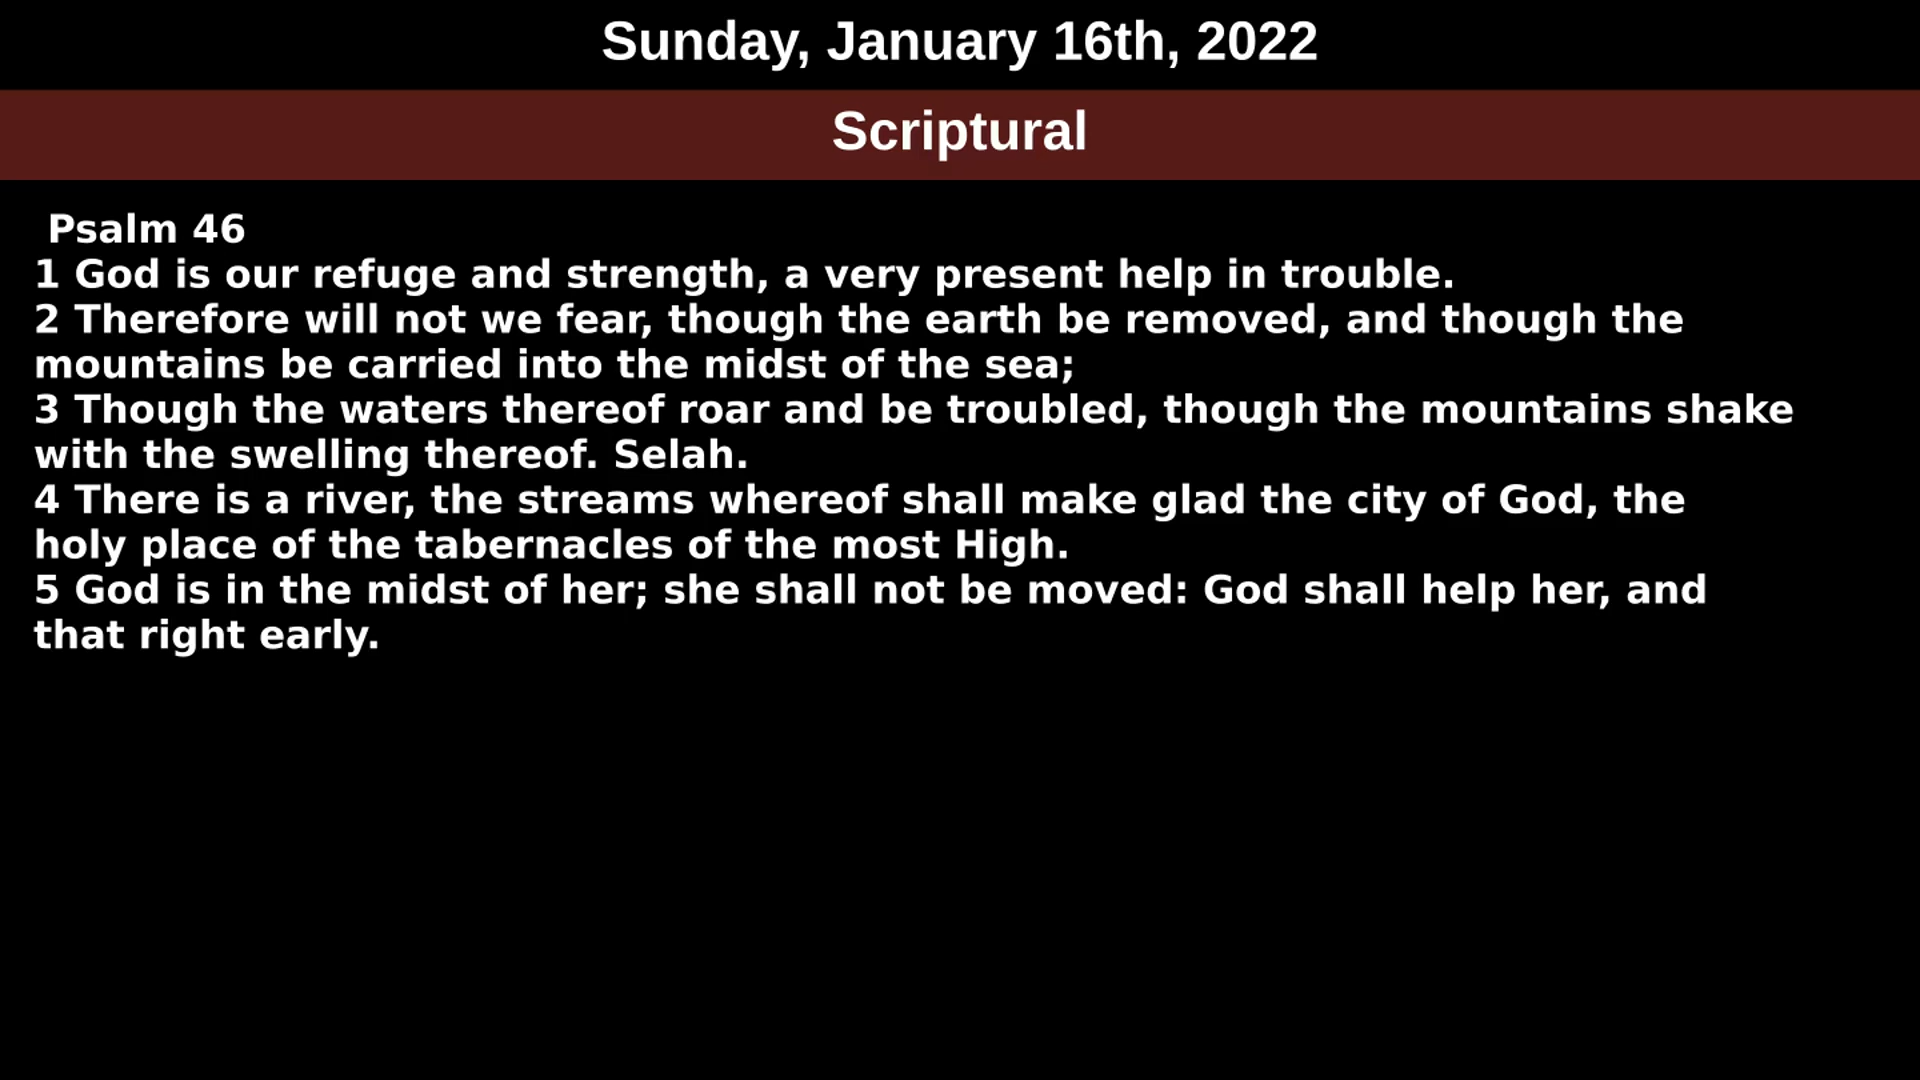 Sunday, January 16th, 2022
Scriptural
Psalm 46
1 God is our refuge and strength, a very present help in trouble.
2 Therefore will not we fear, though the earth be removed, and though the
mountains be carried into the midst of the sea;
3 Though the waters thereof roar and be troubled, though the mountains shake
with the swelling thereof. Selah.
4 There is a river, the streams whereof shall make glad the city of God, the
holy place of the tabernacles of the most High.
5 God is in the midst of her; she shall not be moved: God shall help her, and
that right early.